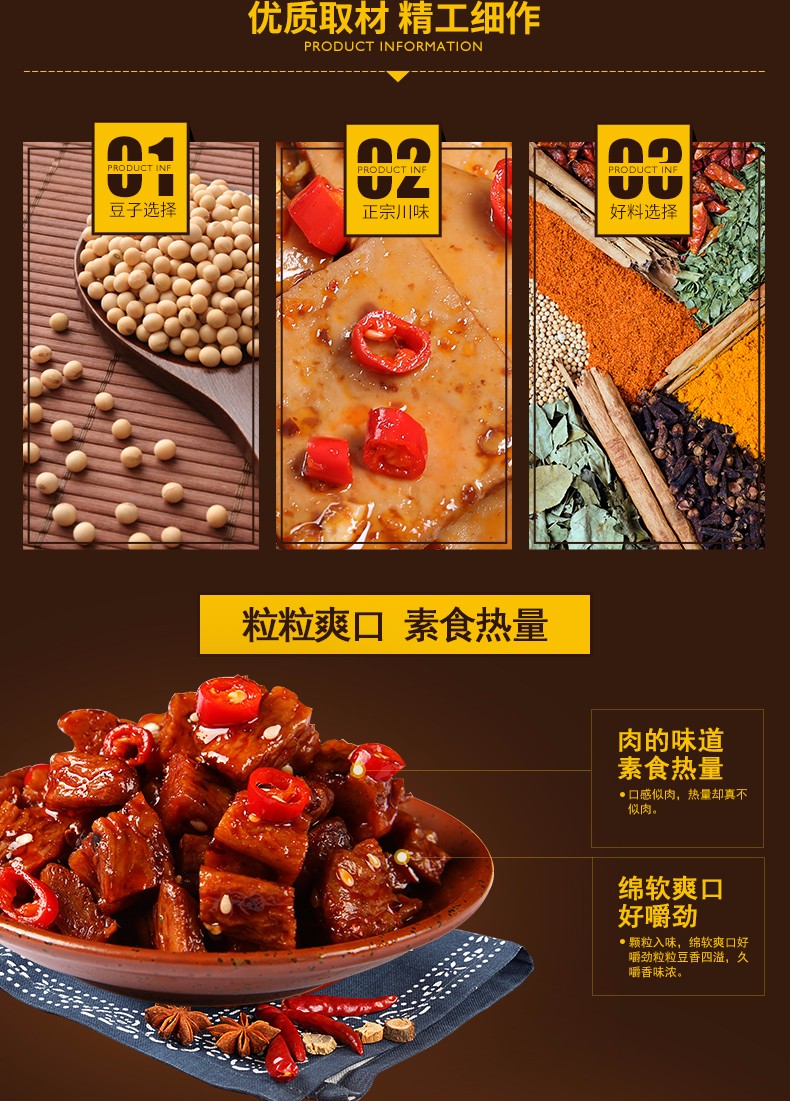 优质取材 精工细作
PRODUCT INFORMATION
01
PRODUCT INF
豆子选择
02
PRODUCT INF
正宗川味
03
PRODUCT INF
好料选择
粒粒爽口 素食热量
肉的味道
素食热量
●口感似肉，热量却真不
似肉。
绵软爽口
好嚼劲
●颗粒入味，绵软爽口好
嚼劲粒粒豆香四溢，久
嚼香味浓。